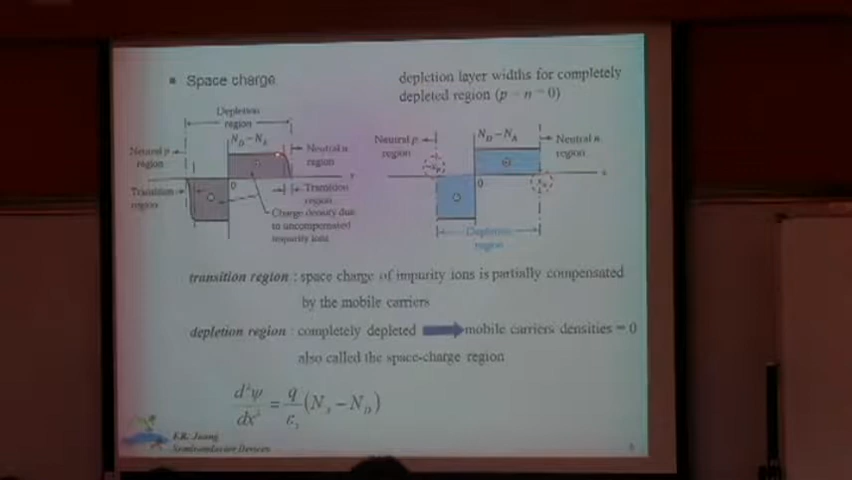 Space charge
depletion layer widths for completely
depleted region (p = n = 0)
Depletion
region
N_D − N_A
Neutral p
region
Neutral n
region
Transition
region
0
Transition
region
Charge density due
to uncompensated
impurity ions
Neutral p
region
N_D − N_A
Neutral n
region
0
x
Depletion
region
transition region : space charge of impurity ions is partially compensated
by the mobile carriers
depletion region : completely depleted mobile carriers densities = 0
also called the space-charge region
d²ψ/dx² = q/ε_s (N_A − N_D)
F.R. Juang
Semiconductor Devices